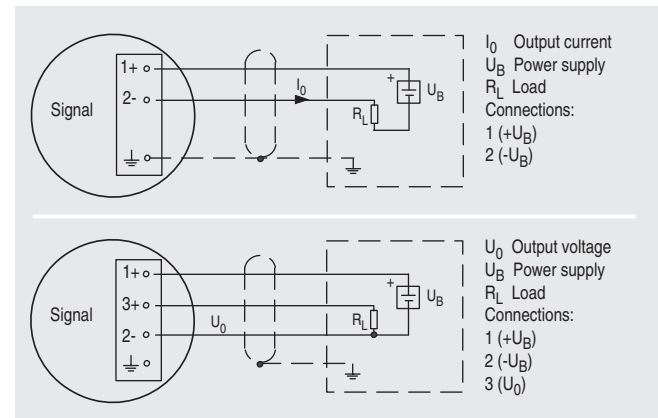 Signal
1+
2-
I0
RL
+
UB
I0 Output current
UB Power supply
RL Load
Connections:
1 (+UB)
2 (-UB)
Signal
1+
3+
2-
U0
RL
+
UB
U0 Output voltage
UB Power supply
RL Load
Connections:
1 (+UB)
2 (-UB)
3 (U0)